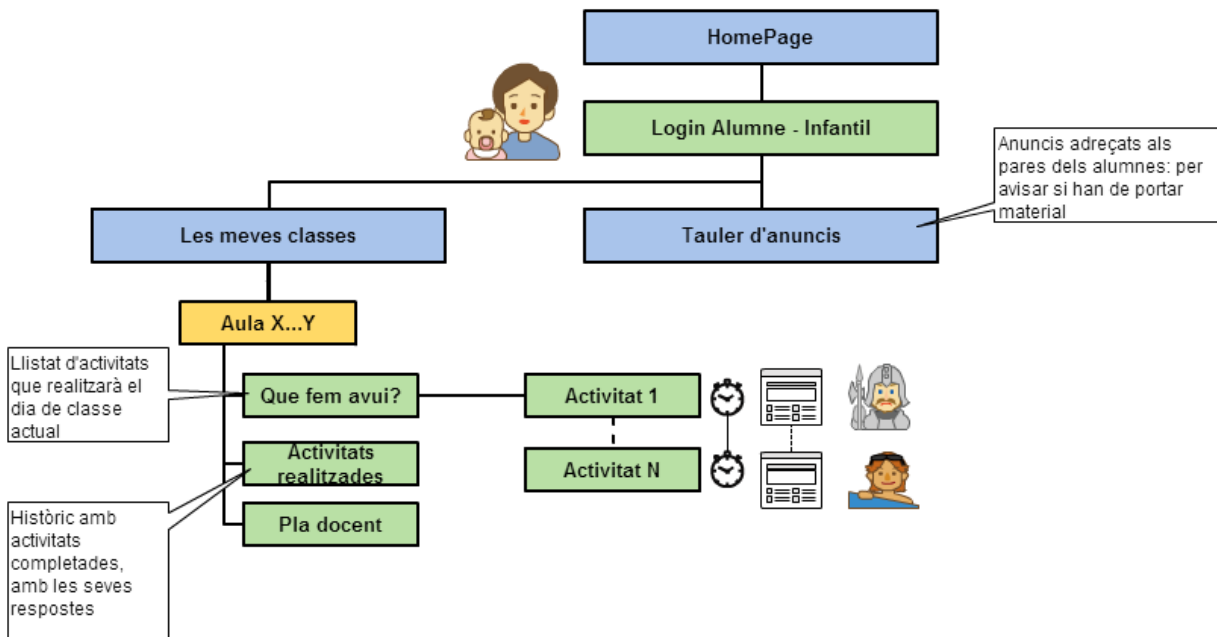 HomePage
Login Alumne - Infantil
Anuncis adreçats als
pares dels alumnes: per
avisar si han de portar
material
Les meves classes
Tauler d'anuncis
Aula X...Y
Llistat d'activitats
que realitzarà el
dia de classe
actual
Que fem avui?
Activitat 1
Activitats
realitzades
Activitat N
Històric amb
activitats
completades,
amb les seves
respostes
Pla docent